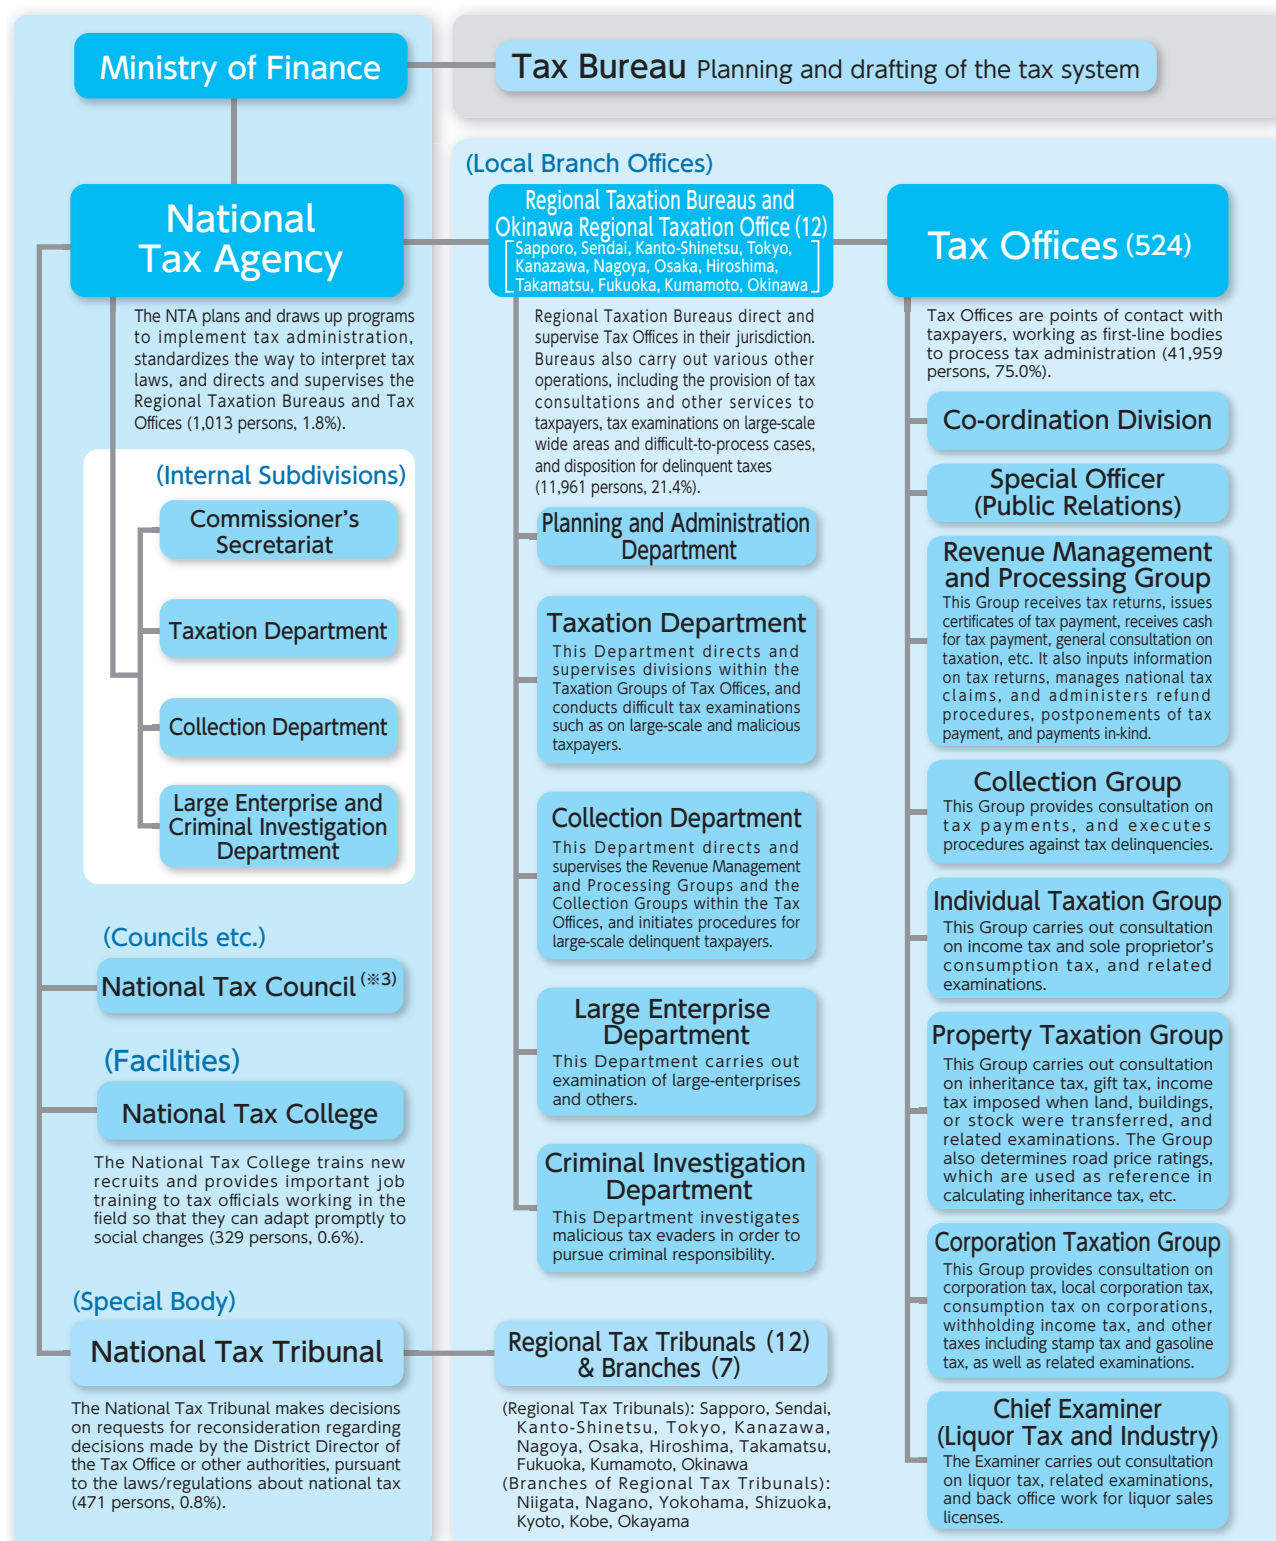 Ministry of Finance
Tax Bureau Planning and drafting of the tax system
National
Tax Agency
The NTA plans and draws up programs
to implement tax administration,
standardizes the way to interpret tax
laws, and directs and supervises the
Regional Taxation Bureaus and Tax
Offices (1,013 persons, 1.8%).
(Internal Subdivisions)
Commissioner's
Secretariat
Taxation Department
Collection Department
Large Enterprise and
Criminal Investigation
Department
(Councils etc.)
National Tax Council (※3)
(Facilities)
National Tax College
The National Tax College trains new
recruits and provides important job
training to tax officials working in the
field so that they can adapt promptly to
social changes (329 persons, 0.6%).
(Special Body)
National Tax Tribunal
The National Tax Tribunal makes decisions
on requests for reconsideration regarding
decisions made by the District Director of
the Tax Office or other authorities, pursuant
to the laws/regulations about national tax
(471 persons, 0.8%).
(Local Branch Offices)
Regional Taxation Bureaus and
Okinawa Regional Taxation Office (12)
[Sapporo, Sendai, Kanto-Shinetsu, Tokyo,
Kanazawa, Nagoya, Osaka, Hiroshima,
Takamatsu, Fukuoka, Kumamoto, Okinawa]
Regional Taxation Bureaus direct and
supervise Tax Offices in their jurisdiction.
Bureaus also carry out various other
operations, including the provision of tax
consultations and other services to
taxpayers, tax examinations on large-scale
wide areas and difficult-to-process cases,
and disposition for delinquent taxes
(11,961 persons, 21.4%).
Planning and Administration
Department
Taxation Department
This Department directs and
supervises divisions within the
Taxation Groups of Tax Offices, and
conducts difficult tax examinations
such as on large-scale and malicious
taxpayers.
Collection Department
This Department directs and
supervises the Revenue Management
and Processing Groups and the
Collection Groups within the Tax
Offices, and initiates procedures for
large-scale delinquent taxpayers.
Large Enterprise
Department
This Department carries out
examination of large-enterprises
and others.
Criminal Investigation
Department
This Department investigates
malicious tax evaders in order to
pursue criminal responsibility.
Regional Tax Tribunals (12)
& Branches (7)
(Regional Tax Tribunals): Sapporo, Sendai,
Kanto-Shinetsu, Tokyo, Kanazawa,
Nagoya, Osaka, Hiroshima, Takamatsu,
Fukuoka, Kumamoto, Okinawa
(Branches of Regional Tax Tribunals):
Niigata, Nagano, Yokohama, Shizuoka,
Kyoto, Kobe, Okayama
Tax Offices (524)
Tax Offices are points of contact with
taxpayers, working as first-line bodies
to process tax administration (41,959
persons, 75.0%).
Co-ordination Division
Special Officer
(Public Relations)
Revenue Management
and Processing Group
This Group receives tax returns, issues
certificates of tax payment, receives cash
for tax payment, general consultation on
taxation, etc. It also inputs information
on tax returns, manages national tax
claims, and administers refund
procedures, postponements of tax
payment, and payments in-kind.
Collection Group
This Group provides consultation on
tax payments, and executes
procedures against tax delinquencies.
Individual Taxation Group
This Group carries out consultation
on income tax and sole proprietor's
consumption tax, and related
examinations.
Property Taxation Group
This Group carries out consultation
on inheritance tax, gift tax, income
tax imposed when land, buildings,
or stock were transferred, and
related examinations. The Group
also determines road price ratings,
which are used as reference in
calculating inheritance tax, etc.
Corporation Taxation Group
This Group provides consultation on
corporation tax, local corporation tax,
consumption tax on corporations,
withholding income tax, and other
taxes including stamp tax and gasoline
tax, as well as related examinations.
Chief Examiner
(Liquor Tax and Industry)
The Examiner carries out consultation
on liquor tax, related examinations,
and back office work for liquor sales
licenses.